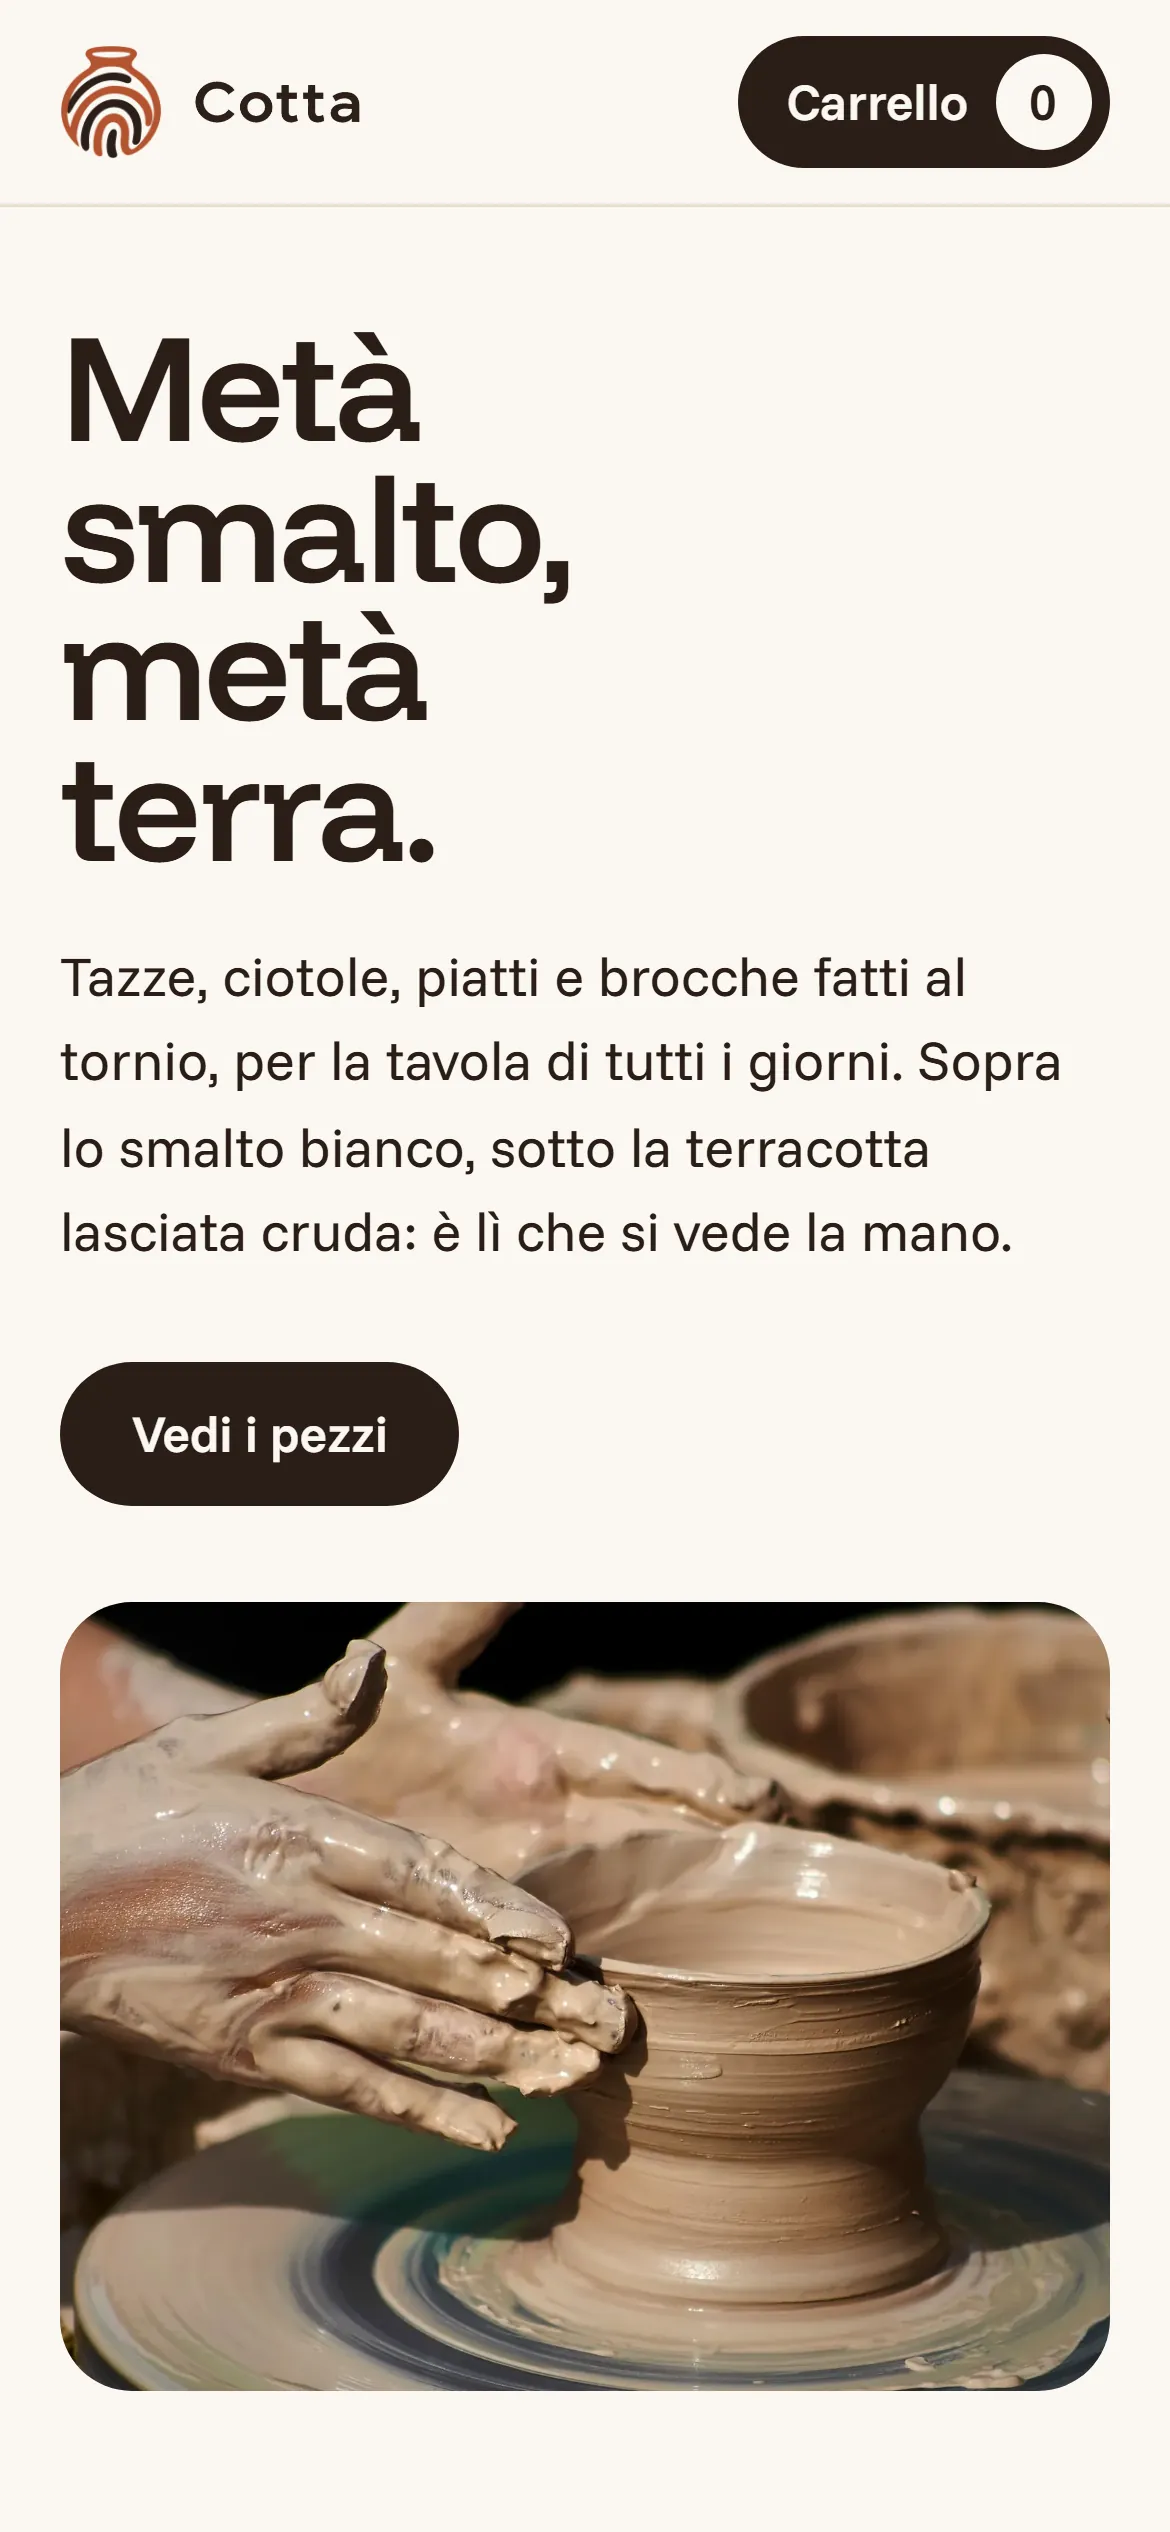 Cotta
Carrello 0
Metà
smalto,
metà
terra.
Tazze, ciotole, piatti e brocche fatti al
tornio, per la tavola di tutti i giorni. Sopra
lo smalto bianco, sotto la terracotta
lasciata cruda: è lì che si vede la mano.
Vedi i pezzi